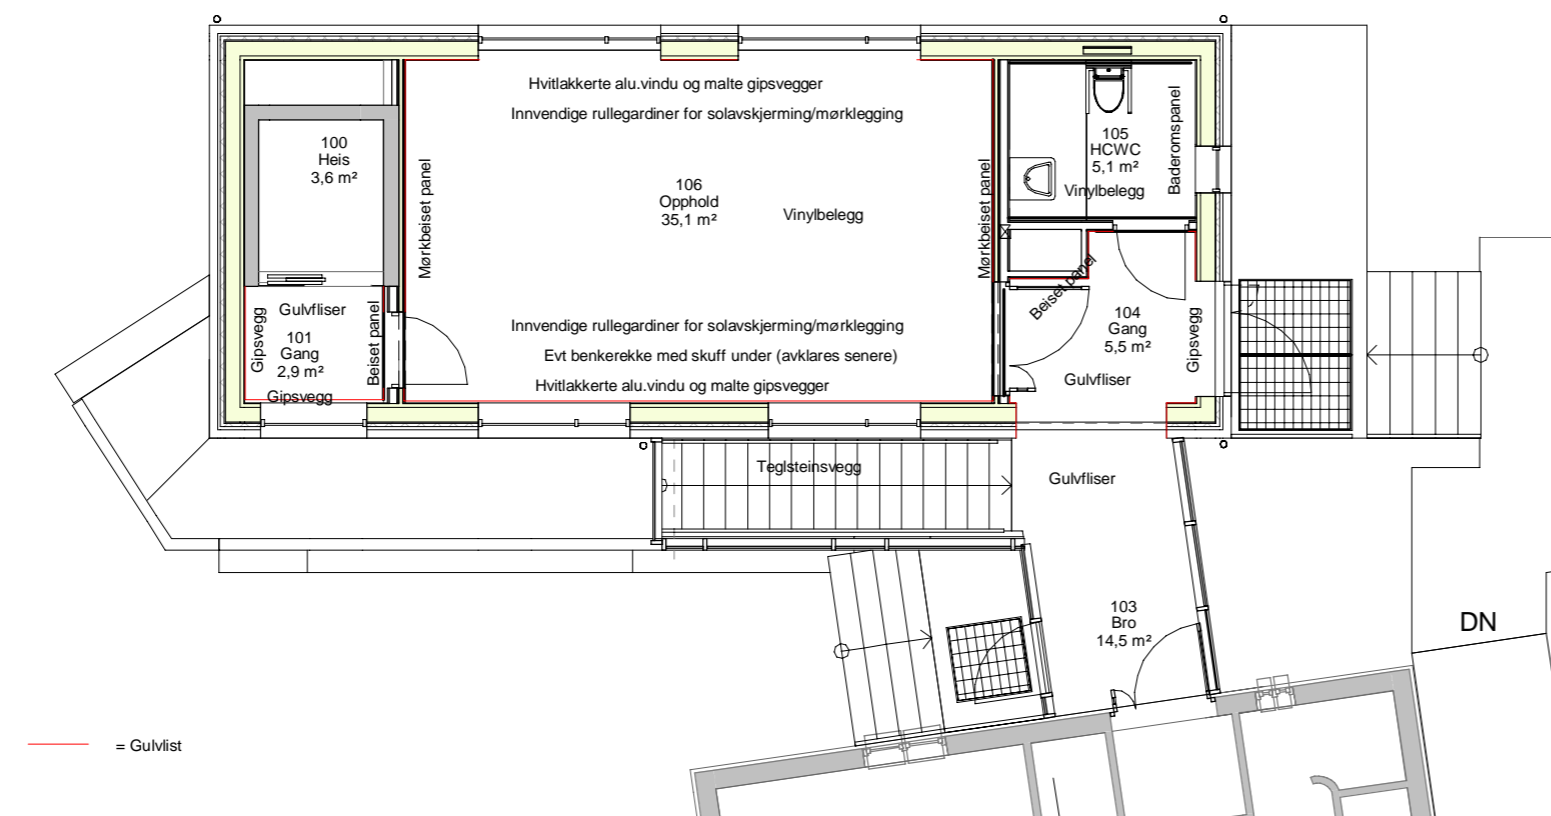 Hvitlakkerte alu.vindu og malte gipsvegger
Innvendige rullegardiner for solavskjerming/mørklegging
100
Heis
3,6 m²
Mørkbeiset panel
106
Opphold
35,1 m²
Vinylbelegg
Mørkbeiset panel
105
HCWC
5,1 m²
Vinylbelegg
Baderomspanel
Gulvfliser
Gipsvegg
101
Gang
2,9 m²
Beiset panel
Gipsvegg
Innvendige rullegardiner for solavskjerming/mørklegging
Evt benkerekke med skuff under (avklares senere)
Hvitlakkerte alu.vindu og malte gipsvegger
Beiset panel
104
Gang
5,5 m²
Gipsvegg
Gulvfliser
Teglsteinsvegg
Gulvfliser
103
Bro
14,5 m²
DN
= Gulvlist